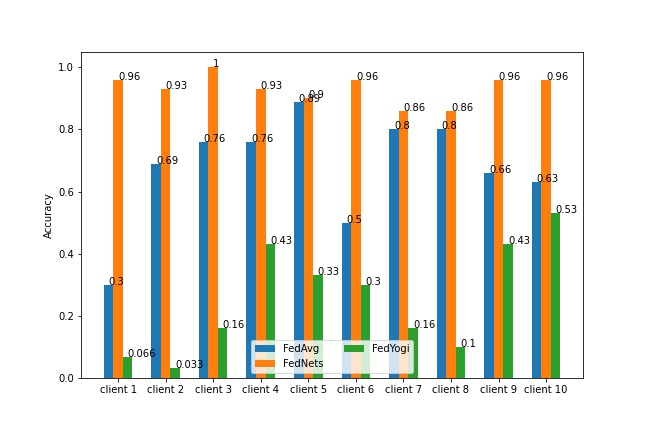 1.0
0.8
0.6
0.4
0.2
0.0
Accuracy
0.3 0.96 0.066
0.69 0.93 0.033
0.76 1 0.16
0.76 0.93 0.43
0.89 0.9 0.33
0.5 0.96 0.3
0.8 0.86 0.16
0.8 0.86 0.1
0.66 0.96 0.43
0.63 0.96 0.53
FedAvg FedYogi
FedNets
client 1 client 2 client 3 client 4 client 5 client 6 client 7 client 8 client 9 client 10